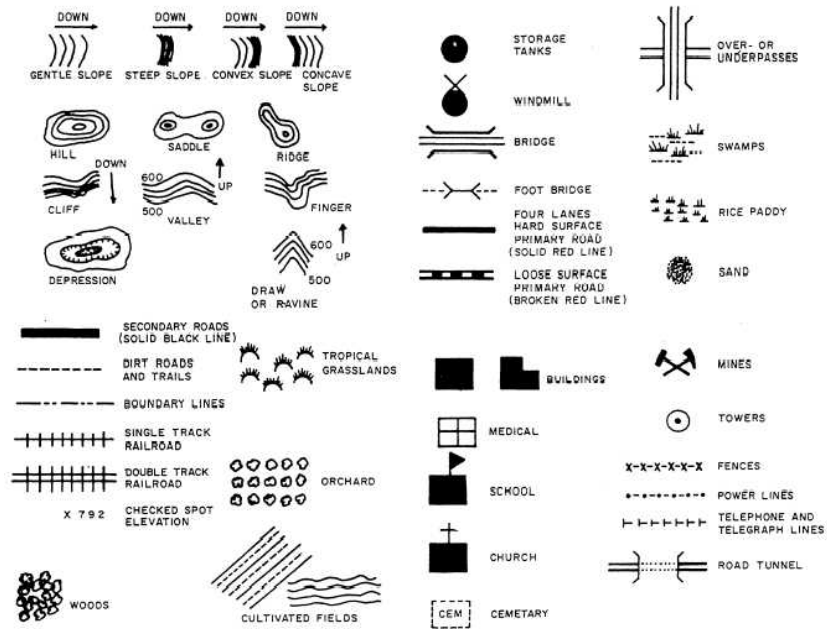 DOWN
DOWN
DOWN
DOWN
GENTLE SLOPE
STEEP SLOPE
CONVEX SLOPE
CONCAVE
SLOPE
HILL
SADDLE
RIDGE
DOWN
UP
CLIFF
600
500
VALLEY
FINGER
DEPRESSION
600
500
UP
DRAW
OR RAVINE
SECONDARY ROADS
(SOLID BLACK LINE)
DIRT ROADS
AND TRAILS
BOUNDARY LINES
SINGLE TRACK
RAILROAD
DOUBLE TRACK
RAILROAD
X 792
CHECKED SPOT
ELEVATION
WOODS
TROPICAL
GRASSLANDS
ORCHARD
CULTIVATED FIELDS
STORAGE
TANKS
WINDMILL
BRIDGE
FOOT BRIDGE
FOUR LANES
HARD SURFACE
PRIMARY ROAD
(SOLID RED LINE)
LOOSE SURFACE
PRIMARY ROAD
(BROKEN RED LINE)
BUILDINGS
MEDICAL
SCHOOL
CHURCH
CEM
CEMETARY
OVER- OR
UNDERPASSES
SWAMPS
RICE PADDY
SAND
MINES
TOWERS
FENCES
POWER LINES
TELEPHONE AND
TELEGRAPH LINES
ROAD TUNNEL